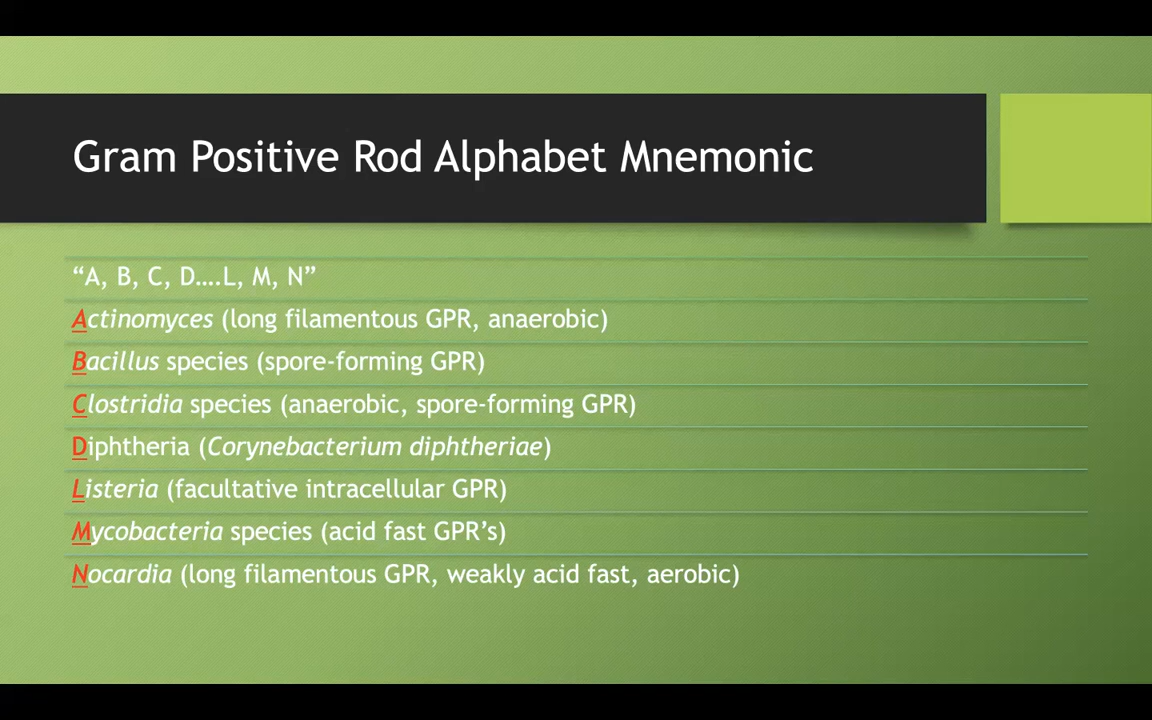 Gram Positive Rod Alphabet Mnemonic
“A, B, C, D....L, M, N”
Actinomyces (long filamentous GPR, anaerobic)
Bacillus species (spore-forming GPR)
Clostridia species (anaerobic, spore-forming GPR)
Diphtheria (Corynebacterium diphtheriae)
Listeria (facultative intracellular GPR)
Mycobacteria species (acid fast GPR’s)
Nocardia (long filamentous GPR, weakly acid fast, aerobic)